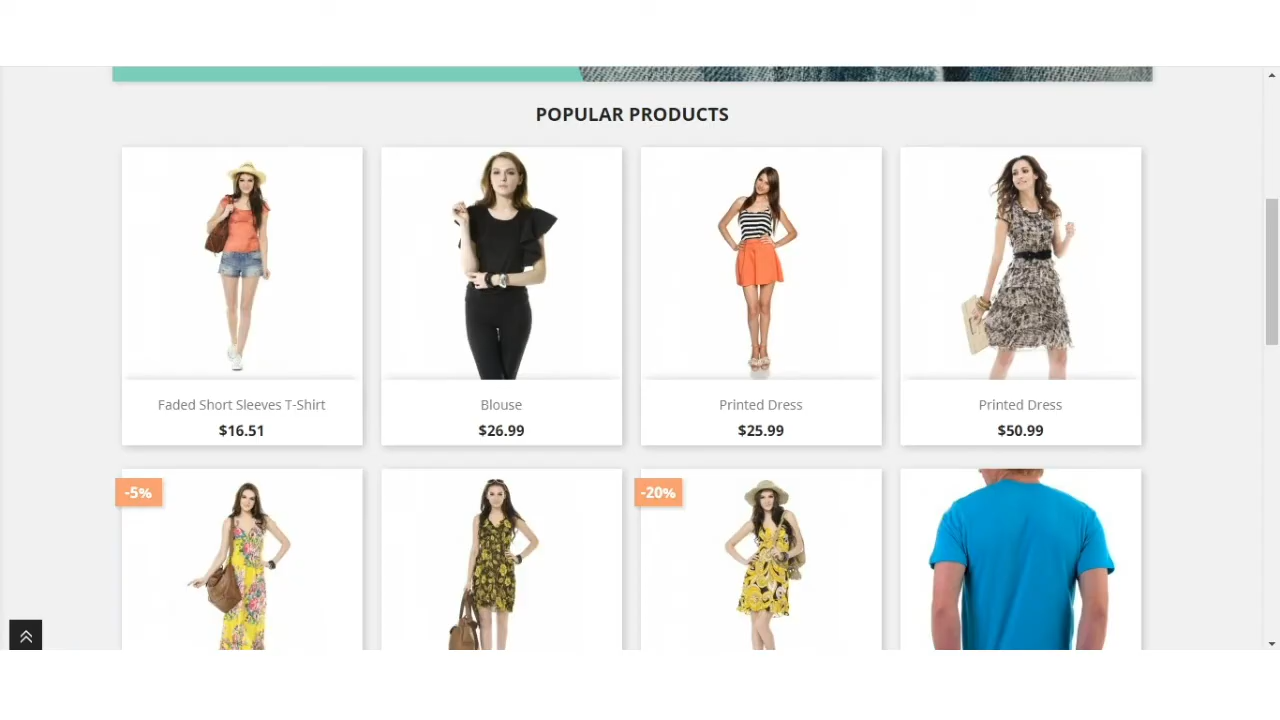 POPULAR PRODUCTS
Faded Short Sleeves T-Shirt
$16.51
Blouse
$26.99
Printed Dress
$25.99
Printed Dress
$50.99
-5%
-20%